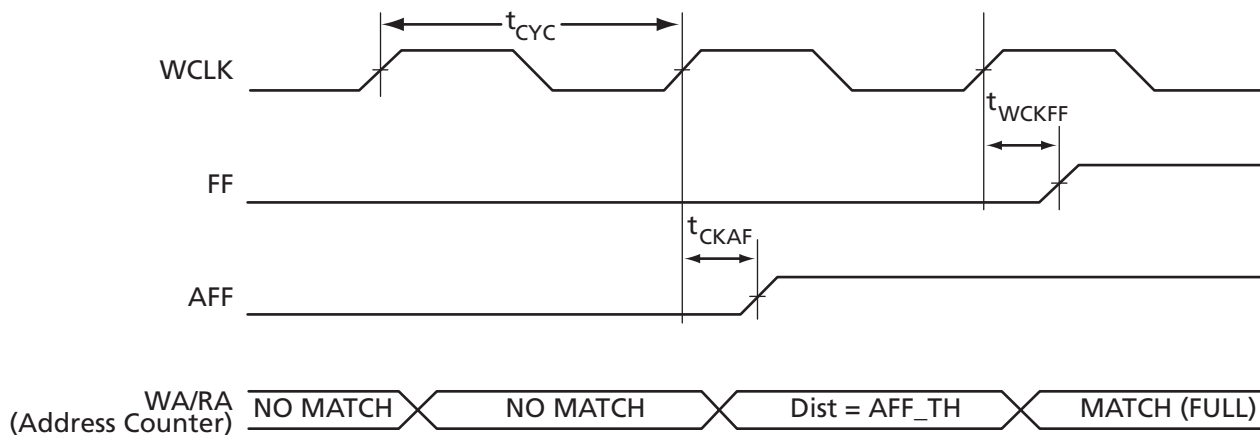 tCYC
WCLK
tWCKFF
FF
tCKAF
AFF
WA/RA
(Address Counter)
NO MATCH
NO MATCH
Dist = AFF_TH
MATCH (FULL)